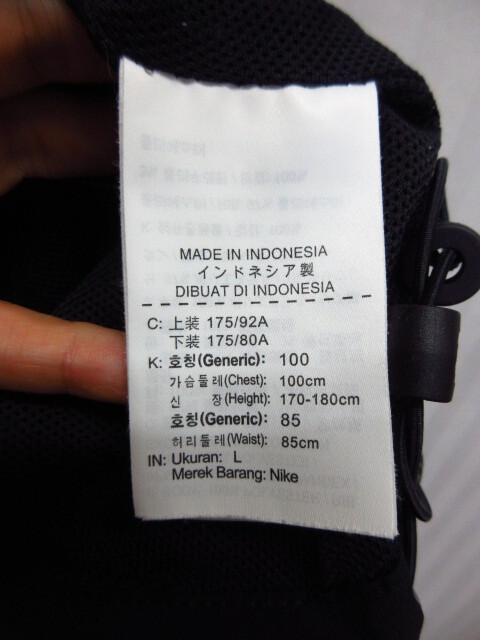 MADE IN INDONESIA
インドネシア製
DIBUAT DI INDONESIA
C: 上装 175/92A
下装 175/80A
K: 호칭(Generic): 100
가슴둘레(Chest): 100cm
신 장(Height): 170-180cm
호칭(Generic): 85
허리둘레(Waist): 85cm
IN: Ukuran: L
Merek Barang: Nike